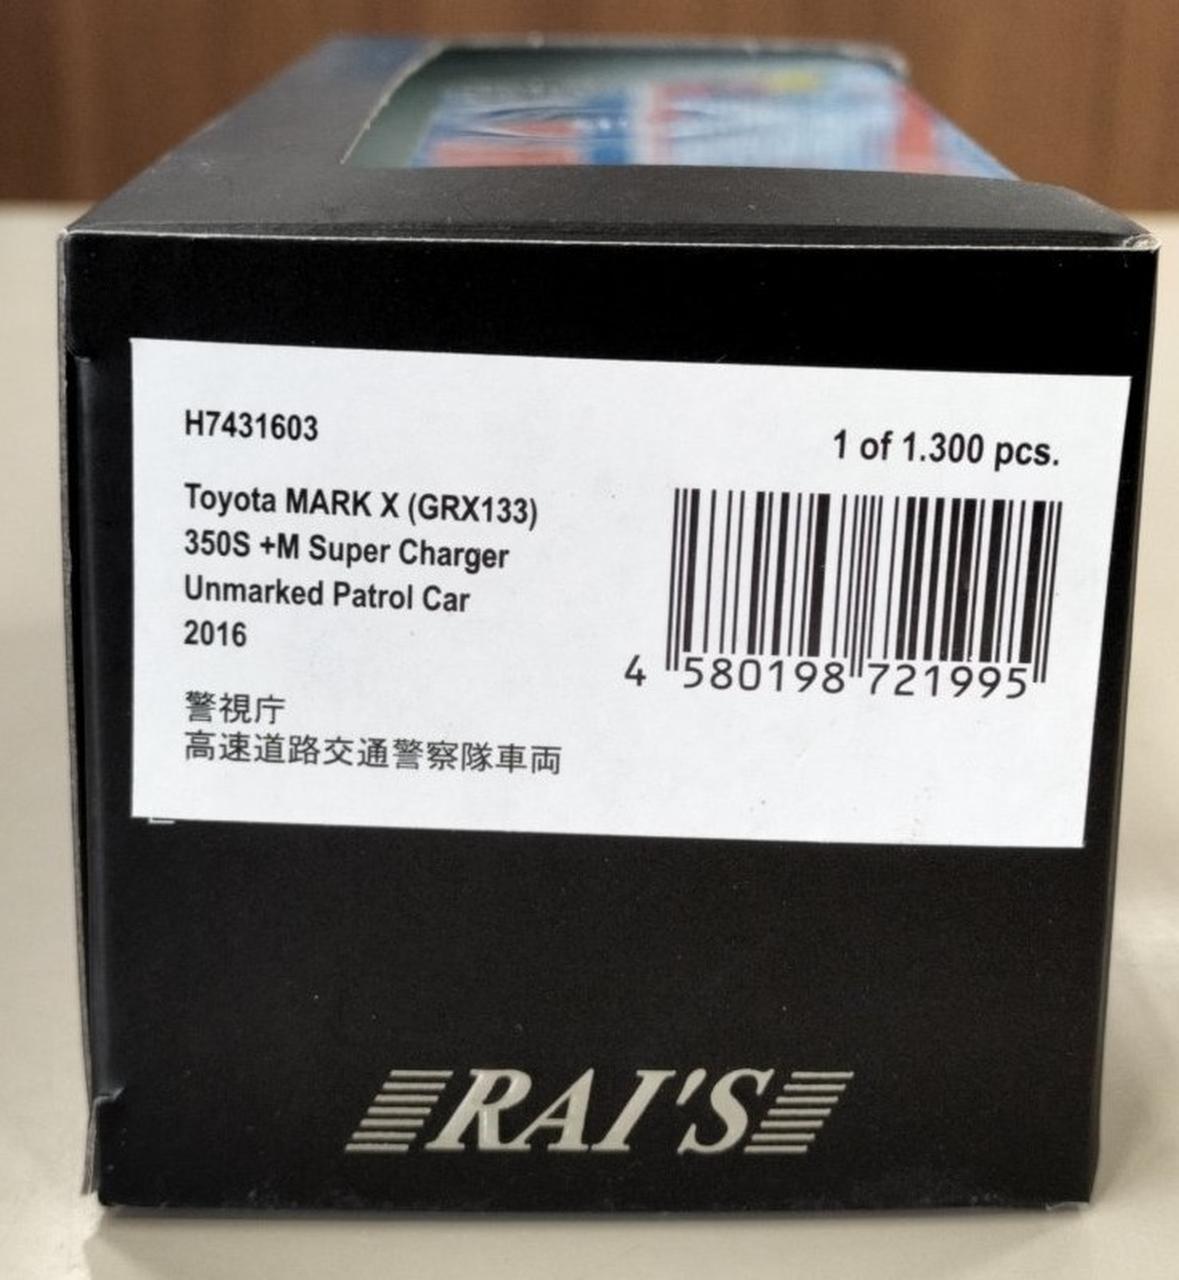 H7431603
1 of 1.300 pcs.
Toyota MARK X (GRX133)
350S +M Super Charger
Unmarked Patrol Car
2016
4 580198 721995
警視庁
高速道路交通警察隊車両
RAI'S